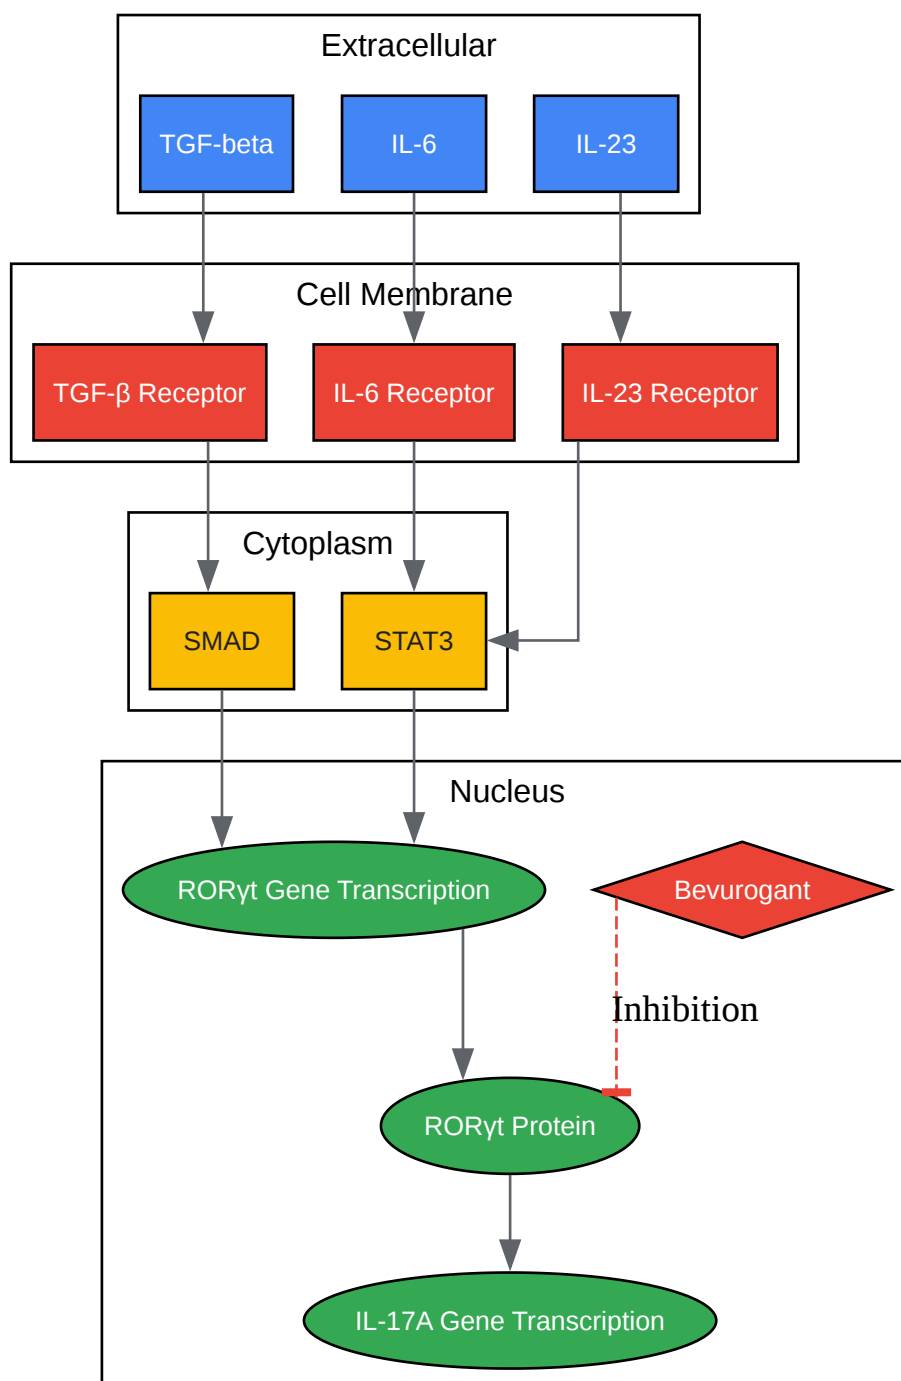 Extracellular
TGF-beta
IL-6
IL-23
Cell Membrane
TGF-β Receptor
IL-6 Receptor
IL-23 Receptor
Cytoplasm
SMAD
STAT3
Nucleus
RORγt Gene Transcription
Bevurogant
Inhibition
RORγt Protein
IL-17A Gene Transcription